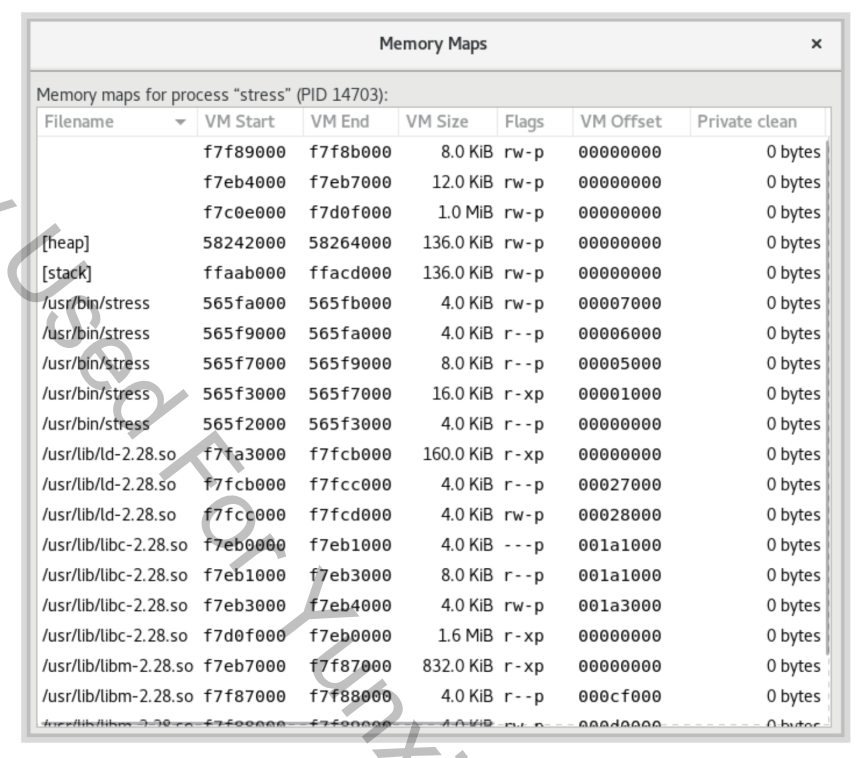 Memory Maps ×
Memory maps for process “stress” (PID 14703):
Filename VM Start VM End VM Size Flags VM Offset Private clean
f7f89000 f7f8b000 8.0 KiB rw-p 00000000 0 bytes
f7eb4000 f7eb7000 12.0 KiB rw-p 00000000 0 bytes
f7c0e000 f7d0f000 1.0 MiB rw-p 00000000 0 bytes
[heap] 58242000 58264000 136.0 KiB rw-p 00000000 0 bytes
[stack] ffaab000 ffacd000 136.0 KiB rw-p 00000000 0 bytes
/usr/bin/stress 565fa000 565fb000 4.0 KiB rw-p 00007000 0 bytes
/usr/bin/stress 565f9000 565fa000 4.0 KiB r--p 00006000 0 bytes
/usr/bin/stress 565f7000 565f9000 8.0 KiB r--p 00005000 0 bytes
/usr/bin/stress 565f3000 565f7000 16.0 KiB r-xp 00001000 0 bytes
/usr/bin/stress 565f2000 565f3000 4.0 KiB r--p 00000000 0 bytes
/usr/lib/ld-2.28.so f7fa3000 f7fcb000 160.0 KiB r-xp 00000000 0 bytes
/usr/lib/ld-2.28.so f7fcb000 f7fcc000 4.0 KiB r--p 00027000 0 bytes
/usr/lib/ld-2.28.so f7fcc000 f7fcd000 4.0 KiB rw-p 00028000 0 bytes
/usr/lib/libc-2.28.so f7eb0000 f7eb1000 4.0 KiB ---p 001a1000 0 bytes
/usr/lib/libc-2.28.so f7eb1000 f7eb3000 8.0 KiB r--p 001a1000 0 bytes
/usr/lib/libc-2.28.so f7eb3000 f7eb4000 4.0 KiB rw-p 001a3000 0 bytes
/usr/lib/libc-2.28.so f7d0f000 f7eb0000 1.6 MiB r-xp 00000000 0 bytes
/usr/lib/libm-2.28.so f7eb7000 f7f87000 832.0 KiB r-xp 00000000 0 bytes
/usr/lib/libm-2.28.so f7f87000 f7f88000 4.0 KiB r--p 000cf000 0 bytes
/usr/lib/libm-2.28.so f7f88000 f7f89000 4.0 KiB rw-p 000d0000 0 bytes
Used For